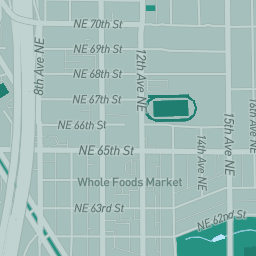 NE 70th St
NE 69th St
8th Ave NE
12th Ave NE
NE 68th St
NE 67th St
NE 66th St
15th Ave NE
14th Ave NE
NE 65th St
Whole Foods Market
NE 63rd St
NE 62nd St